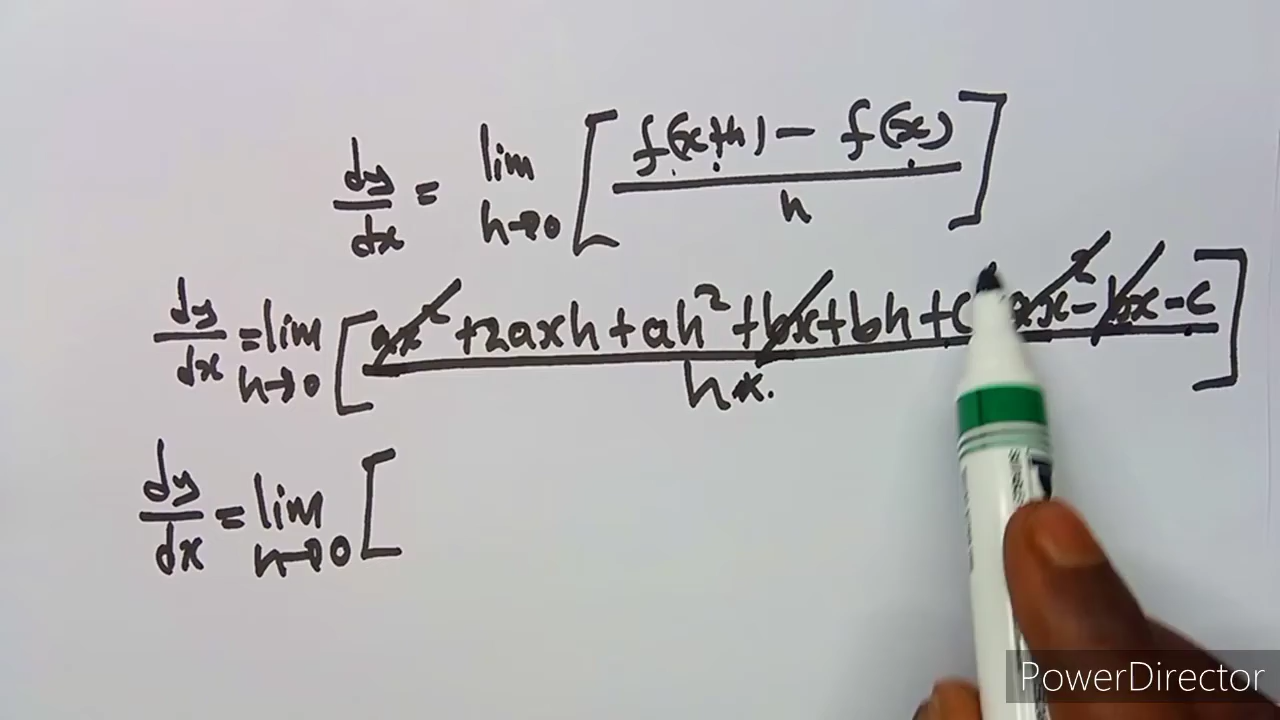 dy/dx = lim h→0 [ f(x+h) − f(x) / h ]
dy/dx = lim h→0 [ ax² + 2axh + ah² + bx + bh + c ax² − bx − c / h x. ]
dy/dx = lim h→0 [
PowerDirector